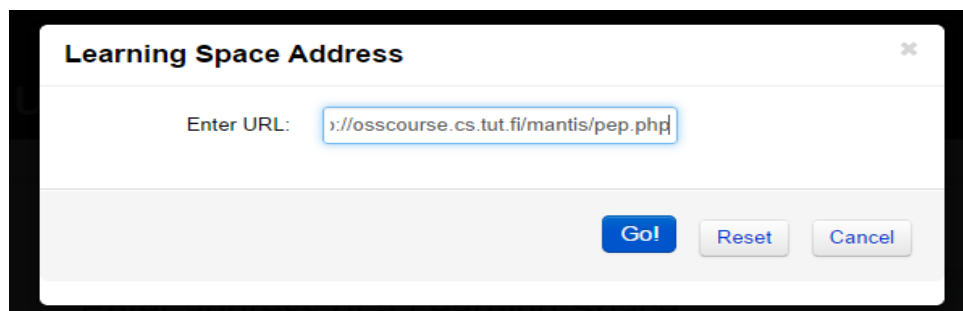 Learning Space Address
Enter URL: ://osscourse.cs.tut.fi/mantis/pep.php
Go! Reset Cancel